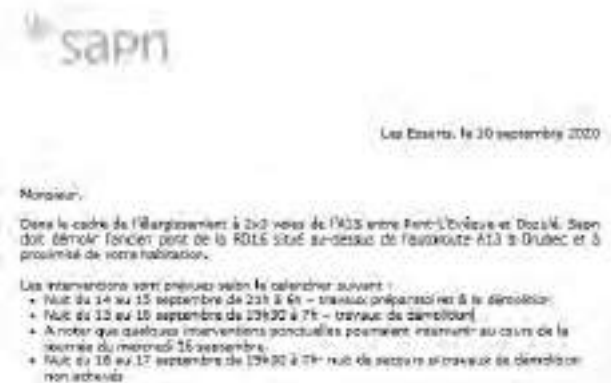 sapn
Les Essarts, le 10 septembre 2020
Monsieur,
Dans le cadre de l'élargissement à 2x3 voies de l'A13 entre Pont-L'Evêque et Dozulé, Sapn
doit démolir l'ancien pont de la RD16 situé au-dessus de l'autoroute A13 à Drubec et à
proximité de votre habitation.
Les interventions sont prévues selon le calendrier suivant :
• Nuit du 14 au 15 septembre de 21h à 6h – travaux préparatoires à la démolition
• Nuit du 15 au 16 septembre de 19h30 à 7h – travaux de démolition
• A noter que quelques interventions ponctuelles pourraient intervenir au cours de la
journée du mercredi 16 septembre.
• Nuit du 16 au 17 septembre de 19h30 à 7h- nuit de secours si travaux de démolition
non achevés